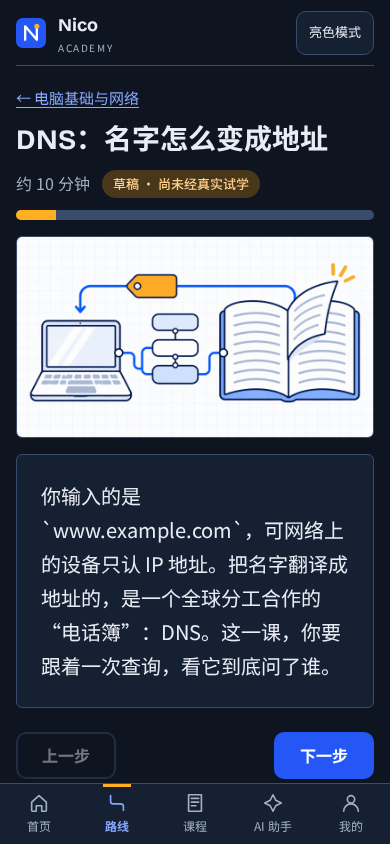 Nico
ACADEMY
亮色模式
← 电脑基础与网络
DNS：名字怎么变成地址
约 10 分钟
草稿 · 尚未经真实试学
你输入的是
`www.example.com`，可网络上
的设备只认 IP 地址。把名字翻译成
地址的，是一个全球分工合作的
“电话簿”：DNS。这一课，你要
跟着一次查询，看它到底问了谁。
上一步
下一步
首页
路线
课程
AI 助手
我的